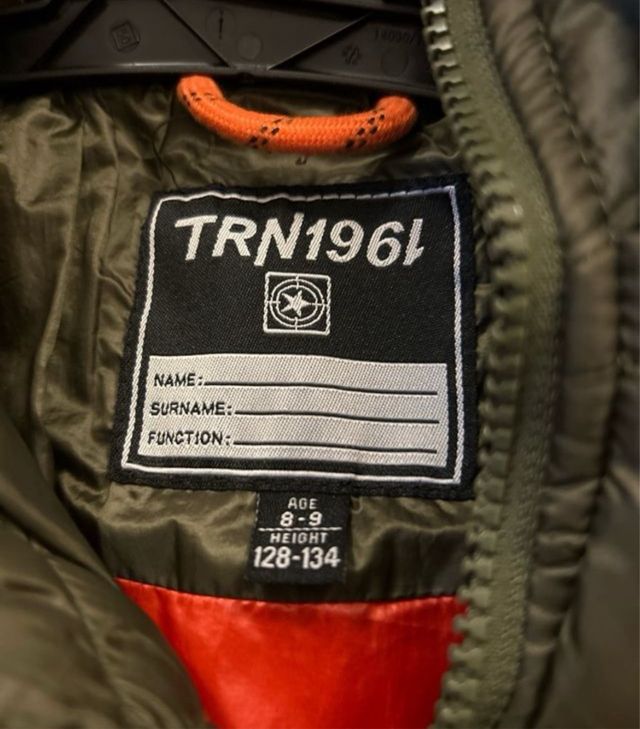 TRN1961
NAME:
SURNAME:
FUNCTION:
AGE
8-9
HEIGHT
128-134